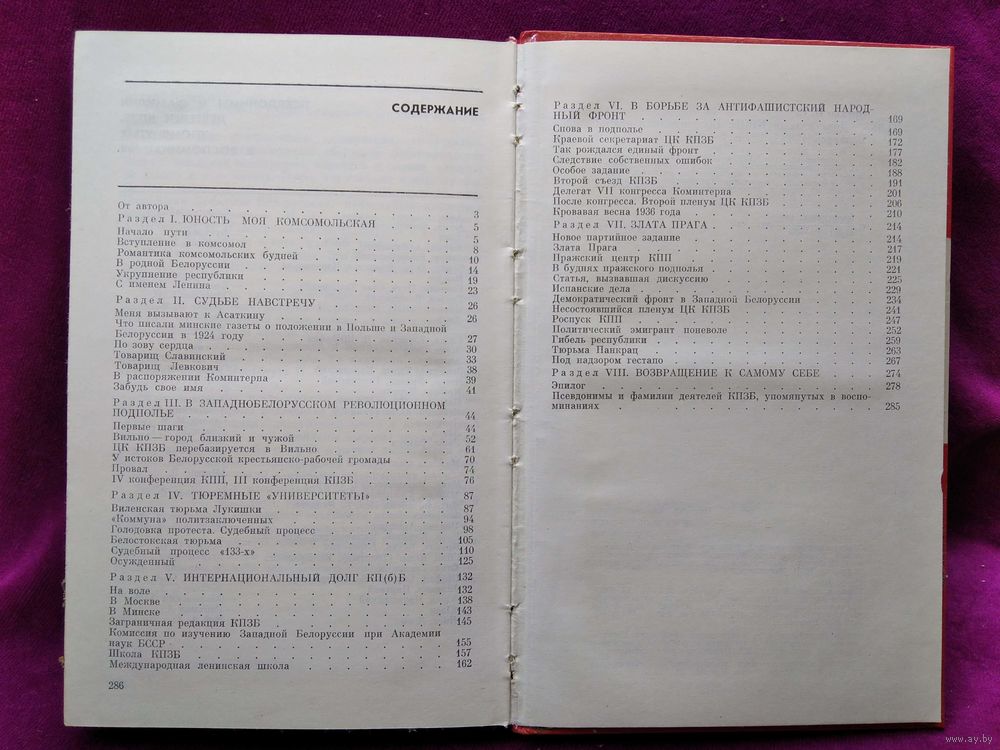 СОДЕРЖАНИЕ
От автора . . . 3
Раздел I. ЮНОСТЬ МОЯ КОМСОМОЛЬСКАЯ . . . 5
Начало пути . . . 5
Вступление в комсомол . . . 8
Романтика комсомольских будней . . . 10
В родной Белоруссии . . . 14
Укрупнение республики . . . 19
С именем Ленина . . . 23
Раздел II. СУДЬБЕ НАВСТРЕЧУ . . . 26
Меня вызывают к Асаткину . . . 26
Что писали минские газеты о положении в Польше и Западной
Белоруссии в 1924 году . . . 27
По зову сердца . . . 30
Товарищ Славинский . . . 33
Товарищ Левкович . . . 38
В распоряжении Коминтерна . . . 39
Забудь свое имя . . . 41
Раздел III. В ЗАПАДНОБЕЛОРУССКОМ РЕВОЛЮЦИОННОМ
ПОДПОЛЬЕ . . . 44
Первые шаги . . . 44
Вильно — город близкий и чужой . . . 52
ЦК КПЗБ перебазируется в Вильно . . . 61
У истоков Белорусской крестьянско-рабочей громады . . . 70
Провал . . . 74
IV конференция КПП, III конференция КПЗБ . . . 76
Раздел IV. ТЮРЕМНЫЕ «УНИВЕРСИТЕТЫ» . . . 87
Виленская тюрьма Лукишки . . . 87
«Коммуна» политзаключенных . . . 94
Голодовка протеста. Судебный процесс . . . 98
Белостокская тюрьма . . . 105
Судебный процесс «133-х» . . . 110
Осужденный . . . 125
Раздел V. ИНТЕРНАЦИОНАЛЬНЫЙ ДОЛГ КП(б)Б . . . 132
На воле . . . 132
В Москве . . . 138
В Минске . . . 143
Заграничная редакция КПЗБ . . . 145
Комиссия по изучению Западной Белоруссии при Академии
наук БССР . . . 155
Школа КПЗБ . . . 157
Международная ленинская школа . . . 162
286
Раздел VI. В БОРЬБЕ ЗА АНТИФАШИСТСКИЙ НАРОД-
НЫЙ ФРОНТ . . . 169
Снова в подполье . . . 169
Краевой секретариат ЦК КПЗБ . . . 172
Так рождался единый фронт . . . 177
Следствие собственных ошибок . . . 182
Особое задание . . . 188
Второй съезд КПЗБ . . . 191
Делегат VII конгресса Коминтерна . . . 201
После конгресса. Второй пленум ЦК КПЗБ . . . 206
Кровавая весна 1936 года . . . 210
Раздел VII. ЗЛАТА ПРАГА . . . 214
Новое партийное задание . . . 214
Злата Прага . . . 217
Пражский центр КПП . . . 219
В буднях пражского подполья . . . 221
Статья, вызвавшая дискуссию . . . 225
Испанские дела . . . 229
Демократический фронт в Западной Белоруссии . . . 234
Несостоявшийся пленум ЦК КПЗБ . . . 241
Роспуск КПП . . . 247
Политический эмигрант поневоле . . . 252
Гибель республики . . . 259
Тюрьма Панкрац . . . 263
Под надзором гестапо . . . 267
Раздел VIII. ВОЗВРАЩЕНИЕ К САМОМУ СЕБЕ . . . 274
Эпилог . . . 278
Псевдонимы и фамилии деятелей КПЗБ, упомянутых в воспо-
минаниях . . . 285
www.ay.by